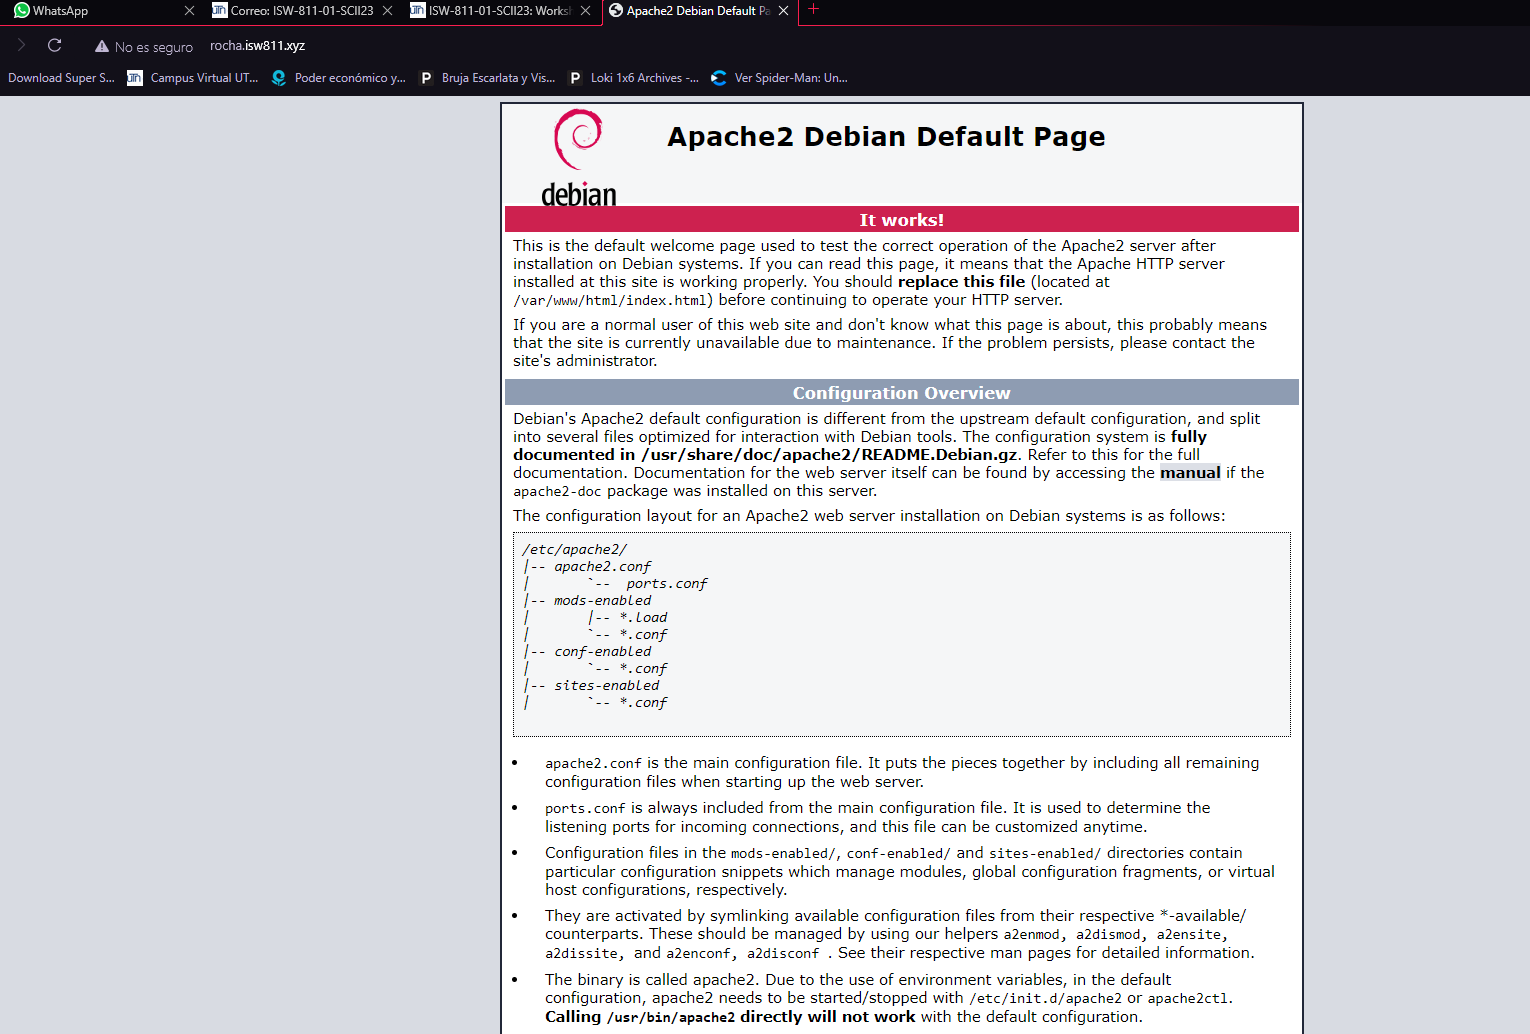 WhatsApp
Correo: ISW-811-01-SCII23
ISW-811-01-SCII23: Works
Apache2 Debian Default Pa
No es seguro
rocha.isw811.xyz
Download Super S...
Campus Virtual UT...
Poder económico y...
Bruja Escarlata y Vis...
Loki 1x6 Archives -...
Ver Spider-Man: Un...
debian
Apache2 Debian Default Page
It works!
This is the default welcome page used to test the correct operation of the Apache2 server after
installation on Debian systems. If you can read this page, it means that the Apache HTTP server
installed at this site is working properly. You should replace this file (located at
/var/www/html/index.html) before continuing to operate your HTTP server.
If you are a normal user of this web site and don't know what this page is about, this probably means
that the site is currently unavailable due to maintenance. If the problem persists, please contact the
site's administrator.
Configuration Overview
Debian's Apache2 default configuration is different from the upstream default configuration, and split
into several files optimized for interaction with Debian tools. The configuration system is fully
documented in /usr/share/doc/apache2/README.Debian.gz. Refer to this for the full
documentation. Documentation for the web server itself can be found by accessing the manual if the
apache2-doc package was installed on this server.
The configuration layout for an Apache2 web server installation on Debian systems is as follows:
/etc/apache2/
|-- apache2.conf
|       `--  ports.conf
|-- mods-enabled
|       |-- *.load
|       `-- *.conf
|-- conf-enabled
|       `-- *.conf
|-- sites-enabled
|       `-- *.conf
• apache2.conf is the main configuration file. It puts the pieces together by including all remaining
configuration files when starting up the web server.
• ports.conf is always included from the main configuration file. It is used to determine the
listening ports for incoming connections, and this file can be customized anytime.
• Configuration files in the mods-enabled/, conf-enabled/ and sites-enabled/ directories contain
particular configuration snippets which manage modules, global configuration fragments, or virtual
host configurations, respectively.
• They are activated by symlinking available configuration files from their respective *-available/
counterparts. These should be managed by using our helpers a2enmod, a2dismod, a2ensite,
a2dissite, and a2enconf, a2disconf . See their respective man pages for detailed information.
• The binary is called apache2. Due to the use of environment variables, in the default
configuration, apache2 needs to be started/stopped with /etc/init.d/apache2 or apache2ctl.
Calling /usr/bin/apache2 directly will not work with the default configuration.